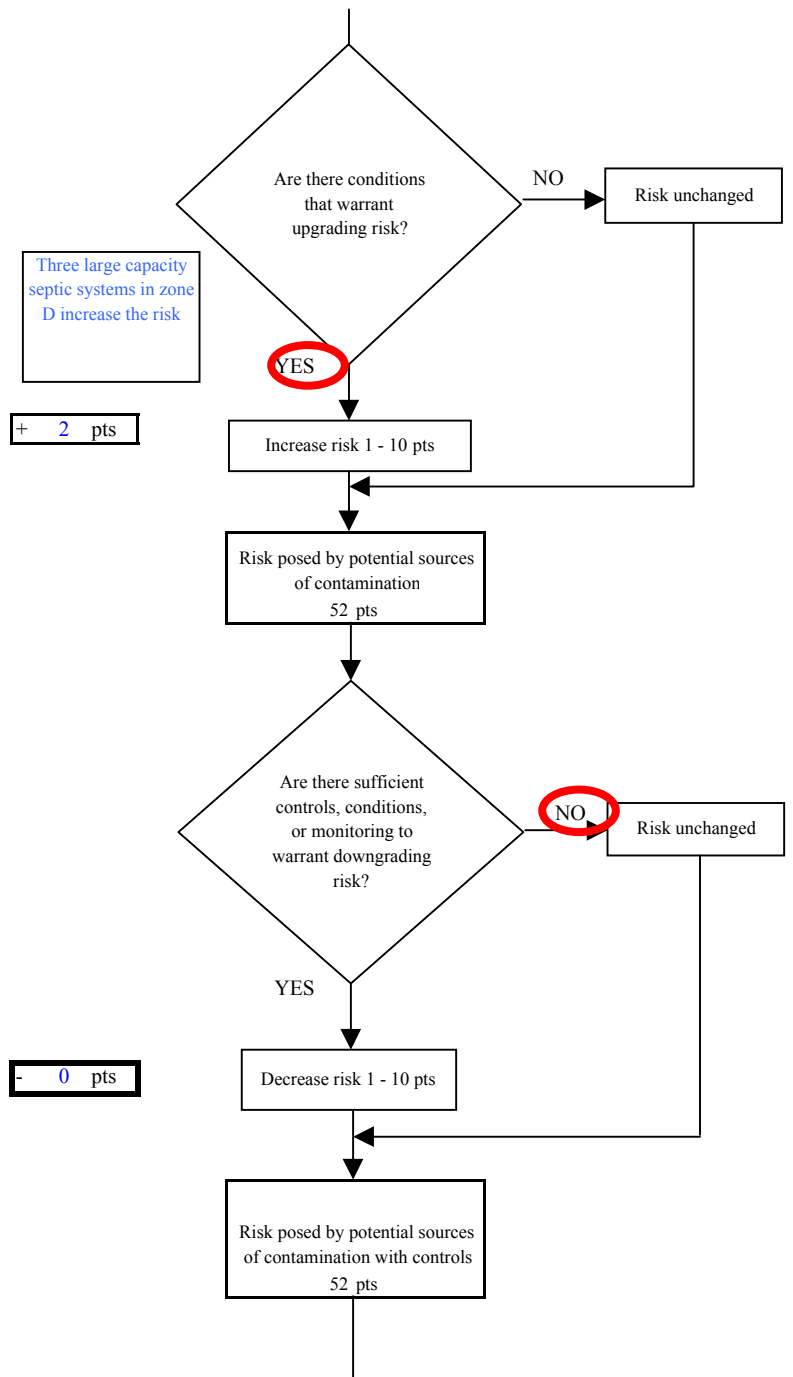 Are there conditions
that warrant
upgrading risk?
NO
Risk unchanged
Three large capacity
septic systems in zone
D increase the risk
YES
+ 2 pts
Increase risk 1 - 10 pts
Risk posed by potential sources
of contamination
52 pts
Are there sufficient
controls, conditions,
or monitoring to
warrant downgrading
risk?
NO
Risk unchanged
YES
- 0 pts
Decrease risk 1 - 10 pts
Risk posed by potential sources
of contamination with controls
52 pts